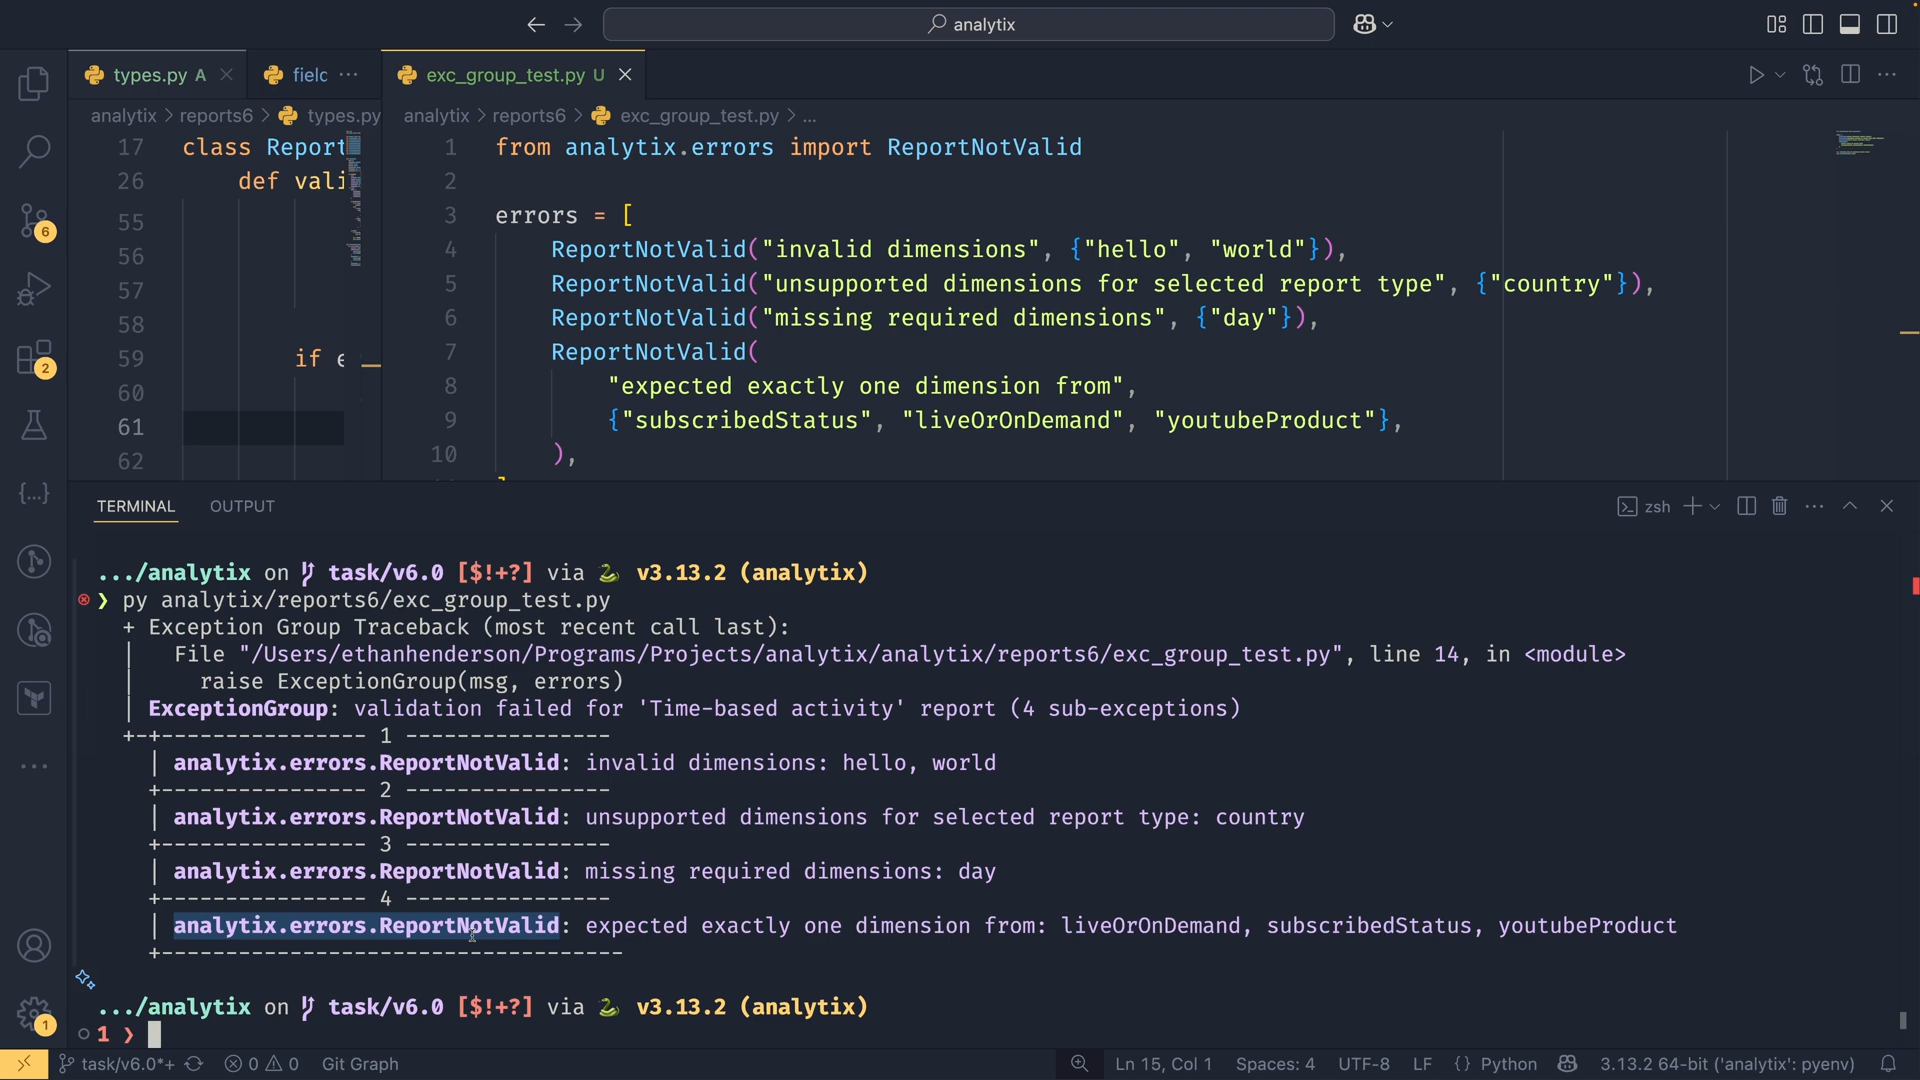 analytix
types.py A
fielc ···
exc_group_test.py U
analytix > reports6 > types.py
analytix > reports6 > exc_group_test.py > ...
17 class Report
26 def vali
55
56
57
58
59 if e
60
61
62
1 from analytix.errors import ReportNotValid
2
3 errors = [
4 ReportNotValid("invalid dimensions", {"hello", "world"}),
5 ReportNotValid("unsupported dimensions for selected report type", {"country"}),
6 ReportNotValid("missing required dimensions", {"day"}),
7 ReportNotValid(
8 "expected exactly one dimension from",
9 {"subscribedStatus", "liveOrOnDemand", "youtubeProduct"},
10 ),
6
2
1
TERMINAL OUTPUT
zsh
.../analytix on task/v6.0 [$!+?] via 🐍 v3.13.2 (analytix)
❯ py analytix/reports6/exc_group_test.py
+ Exception Group Traceback (most recent call last):
| File "/Users/ethanhenderson/Programs/Projects/analytix/analytix/reports6/exc_group_test.py", line 14, in <module>
| raise ExceptionGroup(msg, errors)
| ExceptionGroup: validation failed for 'Time-based activity' report (4 sub-exceptions)
+-+---------------- 1 ----------------
| analytix.errors.ReportNotValid: invalid dimensions: hello, world
+---------------- 2 ----------------
| analytix.errors.ReportNotValid: unsupported dimensions for selected report type: country
+---------------- 3 ----------------
| analytix.errors.ReportNotValid: missing required dimensions: day
+---------------- 4 ----------------
| analytix.errors.ReportNotValid: expected exactly one dimension from: liveOrOnDemand, subscribedStatus, youtubeProduct
+------------------------------------
.../analytix on task/v6.0 [$!+?] via 🐍 v3.13.2 (analytix)
1 ❯
task/v6.0*+ 0 0 Git Graph
Ln 15, Col 1 Spaces: 4 UTF-8 LF {} Python 3.13.2 64-bit ('analytix': pyenv)